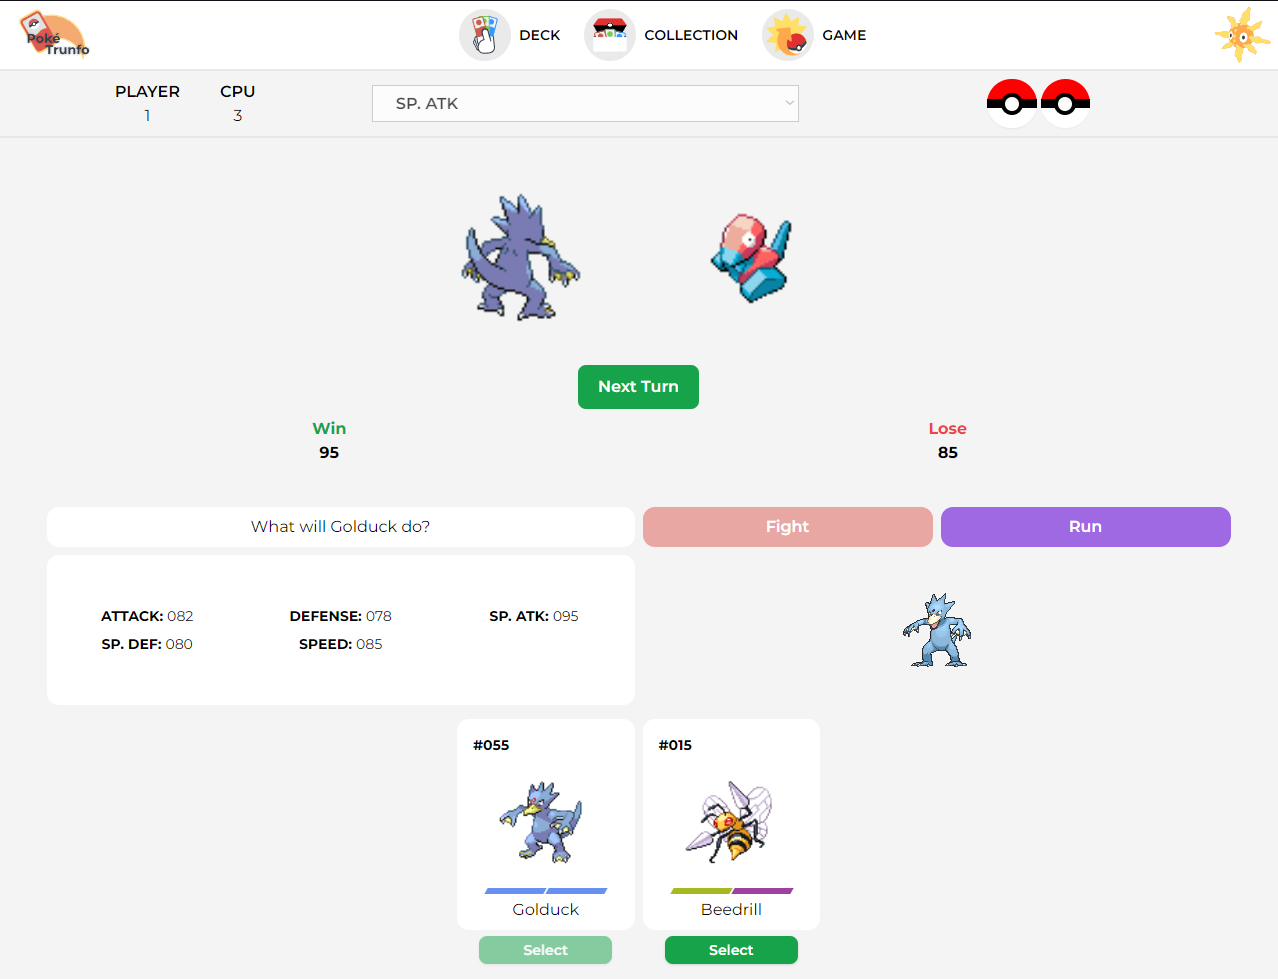 Poké
Trunfo
DECK
COLLECTION
GAME
PLAYER
CPU
1
3
SP. ATK
Next Turn
Win
Lose
95
85
What will Golduck do?
Fight
Run
ATTACK: 082
DEFENSE: 078
SP. ATK: 095
SP. DEF: 080
SPEED: 085
#055
#015
Golduck
Beedrill
Select
Select